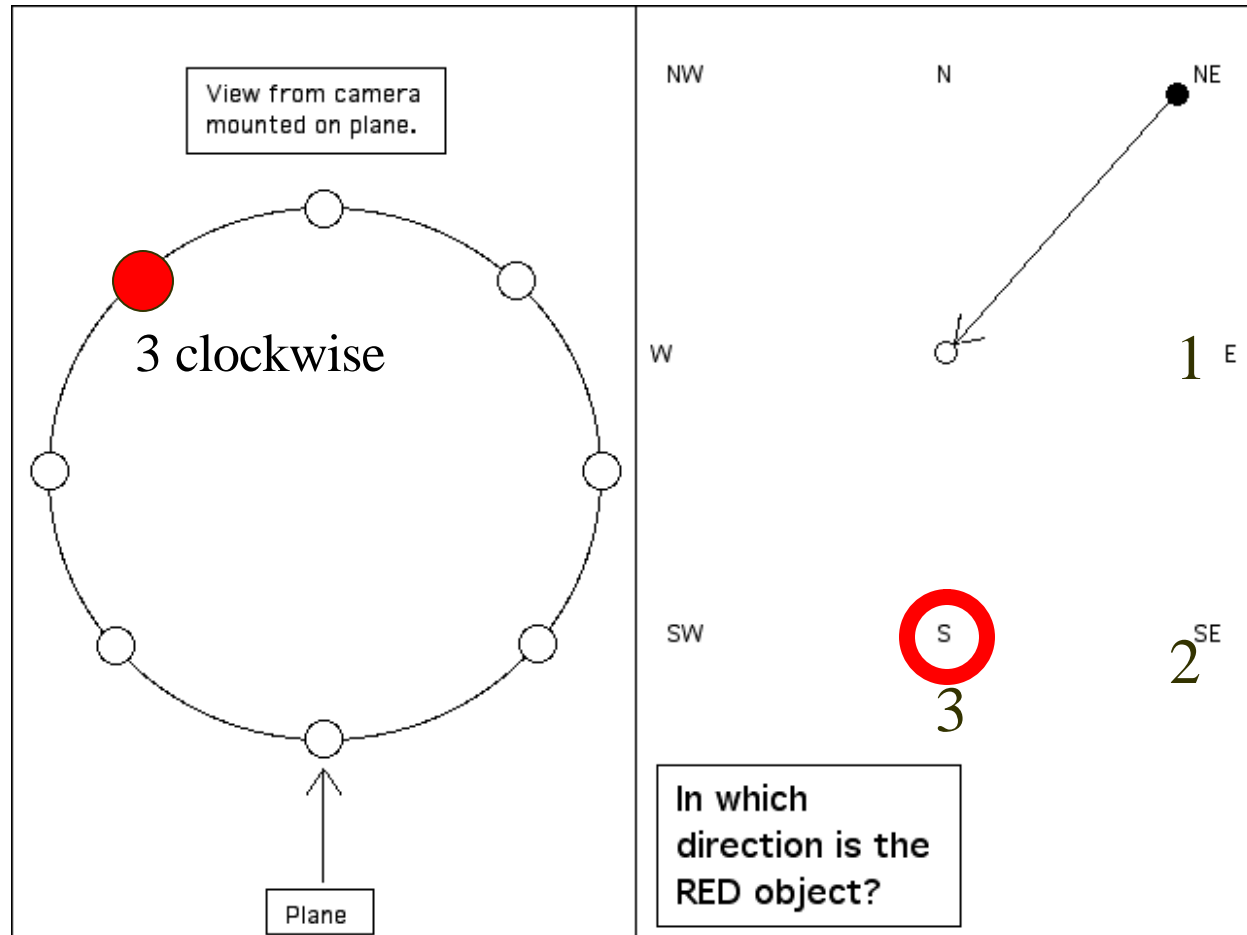 View from camera
mounted on plane.
3 clockwise
Plane
NW N NE
W 1 E
SW S SE
2
3
In which
direction is the
RED object?